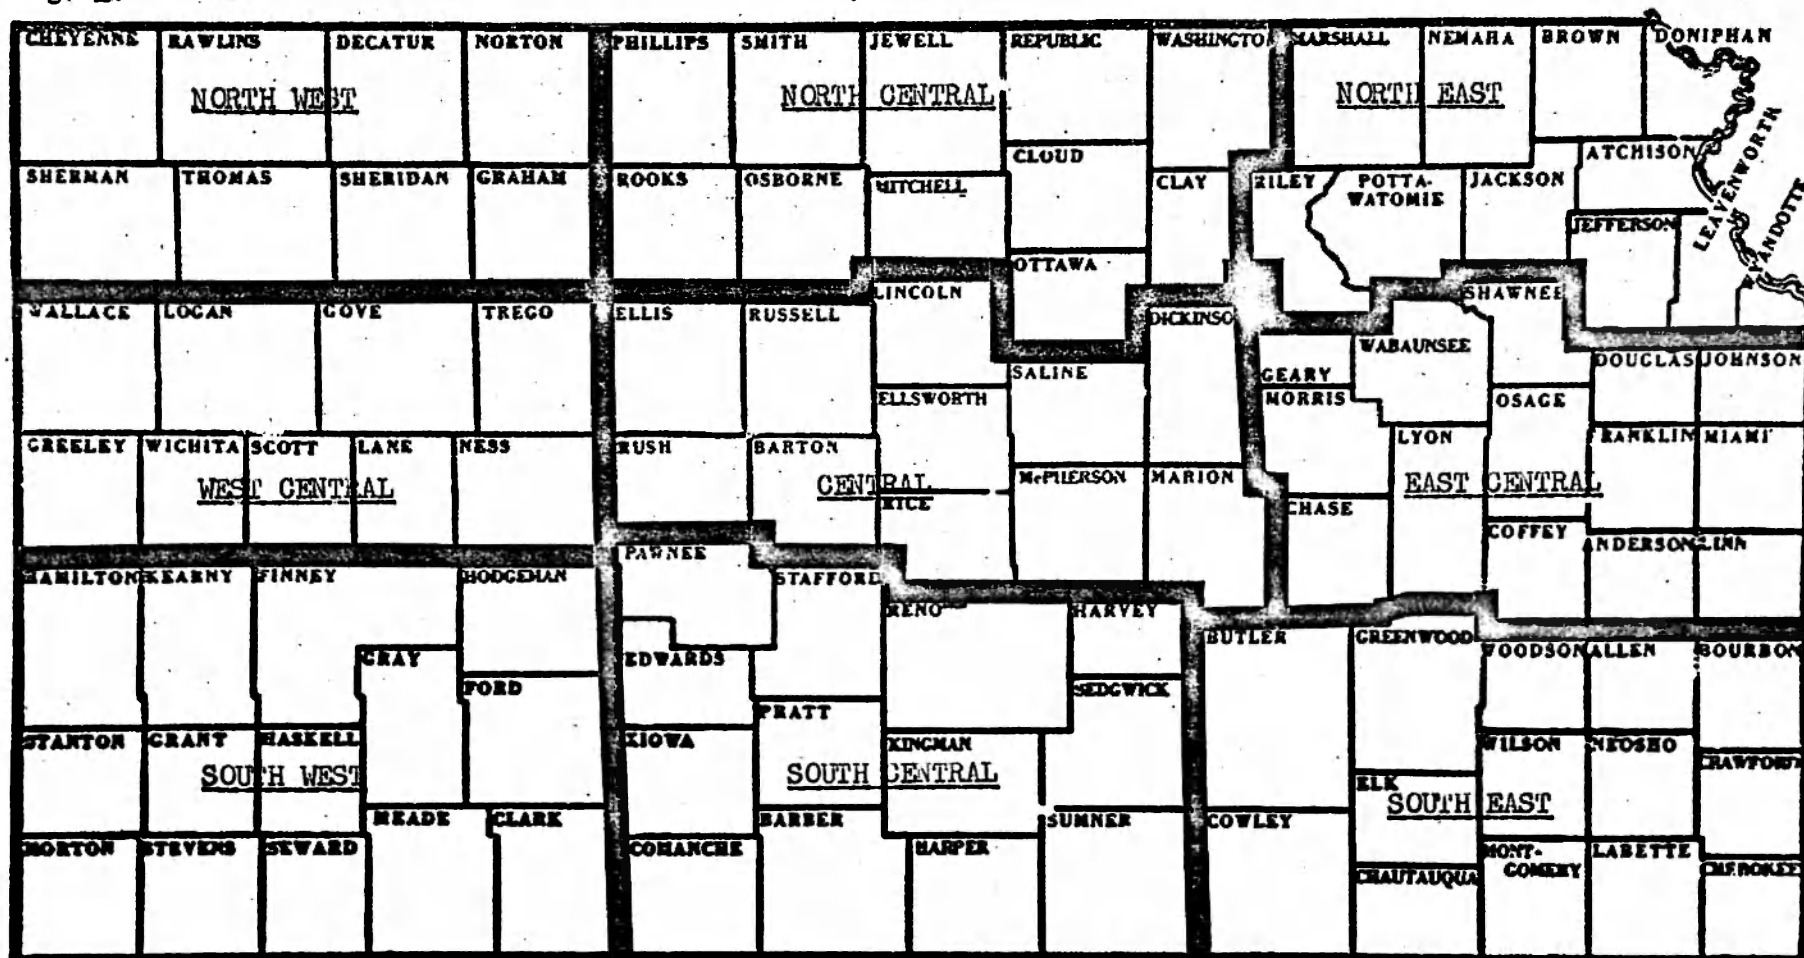 CHEYENNE RAWLINS DECATUR NORTON PHILLIPS SMITH JEWELL REPUBLIC WASHINGTON MARSHALL NEMAHA BROWN DONIPHAN
NORTH WEST NORTH CENTRAL NORTH EAST
LEAVENWORTH
WYANDOTTE
CLOUD ATCHISON
SHERMAN THOMAS SHERIDAN GRAHAM ROOKS OSBORNE MITCHELL CLAY RILEY POTTA-
WATOMIE JACKSON
JEFFERSON
OTTAWA
LINCOLN SHAWNEE
WALLACE LOGAN GOVE TREGO ELLIS RUSSELL DICKINSO
WABAUNSEE
DOUGLAS JOHNSON
SALINE GEARY
ELLSWORTH MORRIS OSAGE
GREELEY WICHITA SCOTT LANE NESS RUSH BARTON LYON FRANKLIN MIAMI
WEST CENTRAL CENTRAL McPHERSON MARION EAST CENTRAL
RICE CHASE
COFFEY ANDERSON LINN
PAWNEE
HAMILTON KEARNY FINNEY HODGEMAN STAFFORD
RENO HARVEY
BUTLER GREENWOOD
WOODSON ALLEN BOURBON
GRAY EDWARDS
FORD SEDGWICK
PRATT
STANTON GRANT HASKELL KIOWA KINGMAN WILSON NEOSHO
CRAWFORD
SOUTH WEST SOUTH CENTRAL ELK
SOUTH EAST
MEADE CLARK BARBER SUMNER COWLEY
MORTON STEVENS SEWARD COMANCHE HARPER MONT-
GOMERY LABETTE
CHAUTAUQUA CHEROKEE